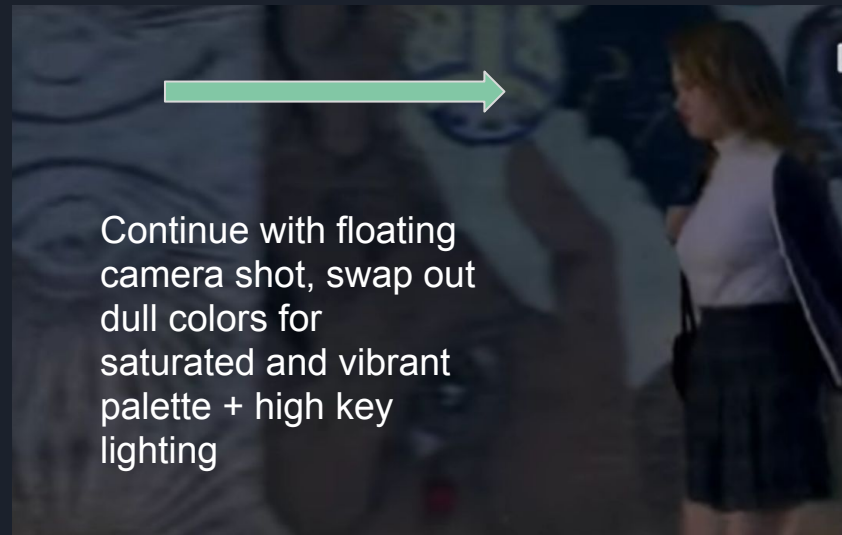 Continue with floating
camera shot, swap out
dull colors for
saturated and vibrant
palette + high key
lighting